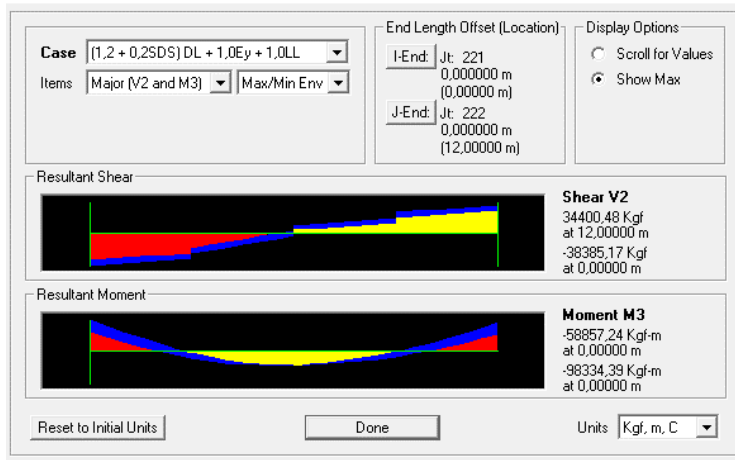 Case (1,2 + 0,2SDS) DL + 1,0Ey + 1,0LL
Items Major (V2 and M3) Max/Min Env
End Length Offset (Location)
I-End: Jt: 221
0,000000 m
(0,00000 m)
J-End: Jt: 222
0,000000 m
(12,00000 m)
Display Options
Scroll for Values
Show Max
Resultant Shear
Shear V2
34400,48 Kgf
at 12,00000 m
-38385,17 Kgf
at 0,00000 m
Resultant Moment
Moment M3
-58857,24 Kgf-m
at 0,00000 m
-98334,39 Kgf-m
at 0,00000 m
Reset to Initial Units
Done
Units Kgf, m, C